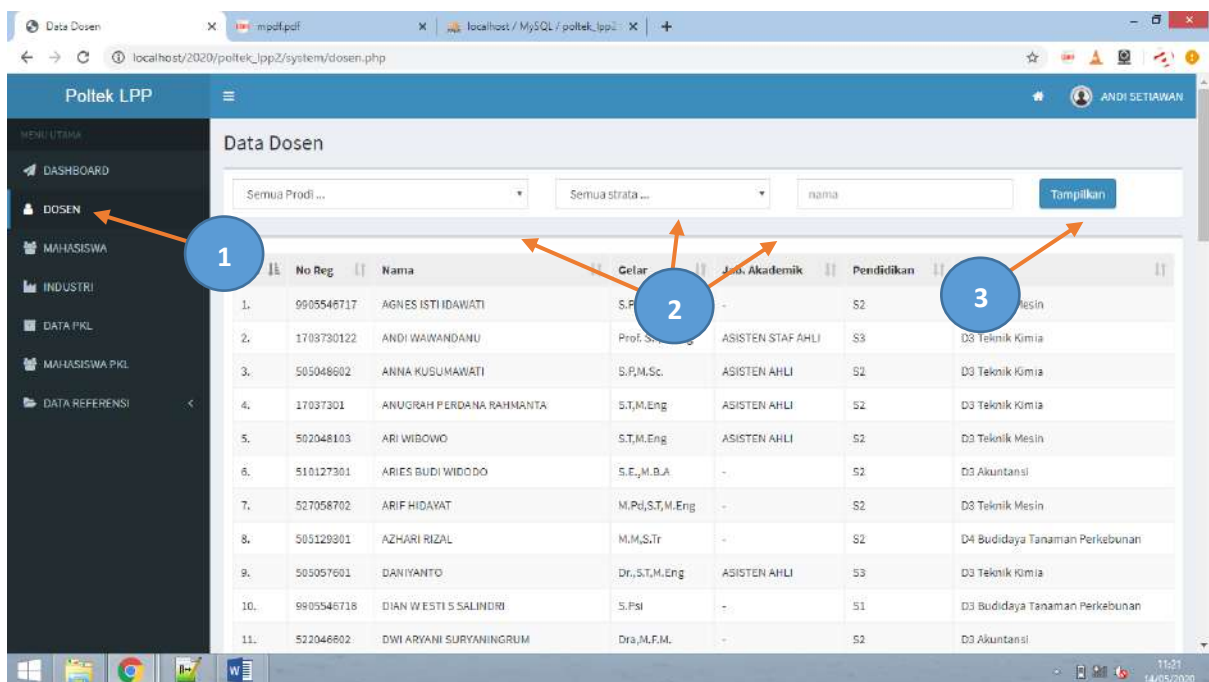 Data Dosen mpdf.pdf localhost / MySQL / poltek_lpp2
localhost/2020/poltek_lpp2/system/dosen.php
Poltek LPP ANDI SETIAWAN
MENU UTAMA
Data Dosen
DASHBOARD
Semua Prodi ... Semua strata ... nama Tampilkan
DOSEN
MAHASISWA
1
No Reg Nama Gelar Jab. Akademik Pendidikan
INDUSTRI
2
3
1. 9905546717 AGNES ISTI IDAWATI - S2
DATA PKL
2. 1703730122 ANDI WAWANDANU Prof. ASISTEN STAF AHLI S3 D3 Teknik Kimia
MAHASISWA PKL
3. 505048602 ANNA KUSUMAWATI S.P,M.Sc. ASISTEN AHLI S2 D3 Teknik Kimia
DATA REFERENSI
4. 17037301 ANUGRAH PERDANA RAHMANTA S.T,M.Eng ASISTEN AHLI S2 D3 Teknik Kimia
5. 502048103 ARI WIBOWO S.T,M.Eng ASISTEN AHLI S2 D3 Teknik Mesin
6. 510127301 ARIES BUDI WIDODO S.E.,M.B.A - S2 D3 Akuntansi
7. 527058702 ARIF HIDAYAT M.Pd,S.T,M.Eng - S2 D3 Teknik Mesin
8. 505129301 AZHARI RIZAL M.M,S.Tr - S2 D4 Budidaya Tanaman Perkebunan
9. 505057601 DANIYANTO Dr.,S.T,M.Eng ASISTEN AHLI S3 D3 Teknik Kimia
10. 9905546718 DIAN W ESTI S SALINDRI S.Psi - S1 D3 Budidaya Tanaman Perkebunan
11. 522046602 DWI ARYANI SURYANINGRUM Dra,M.F.M. - S2 D3 Akuntansi
11:21
14/05/2020